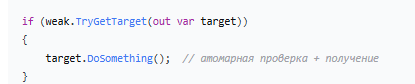 if (weak.TryGetTarget(out var target))
{
    target.DoSomething();  // атомарная проверка + получение
}